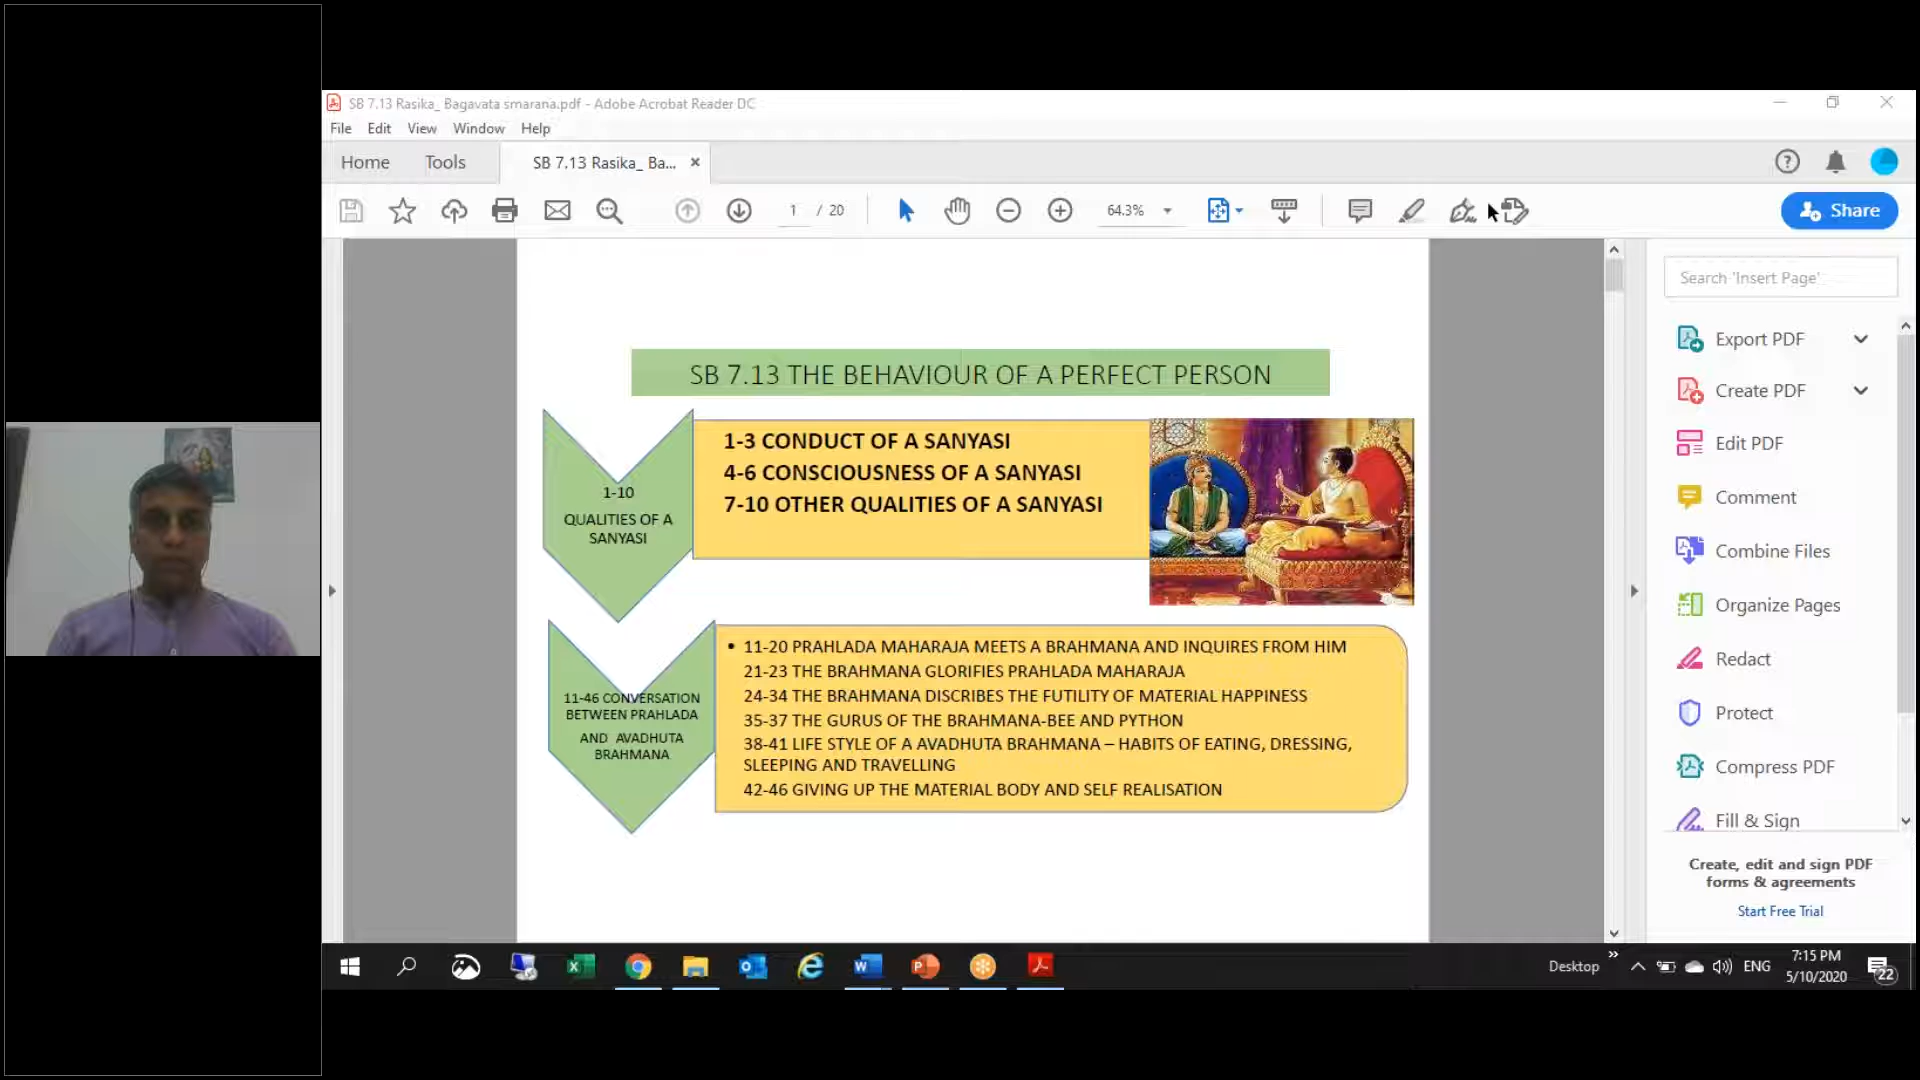 SB 7.13 Rasika_ Bagavata smarana.pdf - Adobe Acrobat Reader DC
File Edit View Window Help
Home Tools SB 7.13 Rasika_ Ba... ×
1 / 20 64.3% Share
Search 'Insert Page'
Export PDF
Create PDF
Edit PDF
Comment
Combine Files
Organize Pages
Redact
Protect
Compress PDF
Fill & Sign
Create, edit and sign PDF
forms & agreements
Start Free Trial
SB 7.13 THE BEHAVIOUR OF A PERFECT PERSON
1-10
QUALITIES OF A
SANYASI
1-3 CONDUCT OF A SANYASI
4-6 CONSCIOUSNESS OF A SANYASI
7-10 OTHER QUALITIES OF A SANYASI
11-46 CONVERSATION
BETWEEN PRAHLADA
AND AVADHUTA
BRAHMANA
• 11-20 PRAHLADA MAHARAJA MEETS A BRAHMANA AND INQUIRES FROM HIM
21-23 THE BRAHMANA GLORIFIES PRAHLADA MAHARAJA
24-34 THE BRAHMANA DISCRIBES THE FUTILITY OF MATERIAL HAPPINESS
35-37 THE GURUS OF THE BRAHMANA-BEE AND PYTHON
38-41 LIFE STYLE OF A AVADHUTA BRAHMANA – HABITS OF EATING, DRESSING,
SLEEPING AND TRAVELLING
42-46 GIVING UP THE MATERIAL BODY AND SELF REALISATION
Desktop ENG
7:15 PM
5/10/2020
22